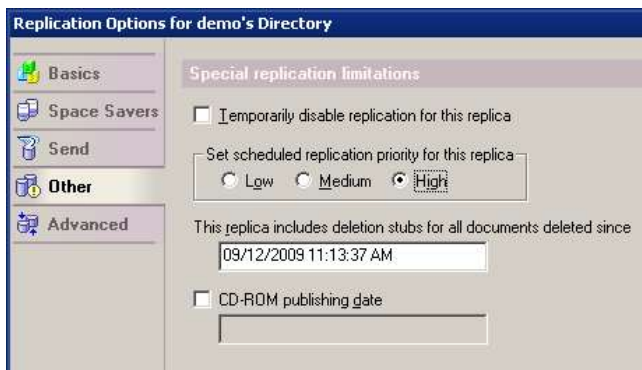 Replication Options for demo's Directory
Basics
Space Savers
Send
Other
Advanced
Special replication limitations
Temporarily disable replication for this replica
Set scheduled replication priority for this replica
Low Medium High
This replica includes deletion stubs for all documents deleted since
09/12/2009 11:13:37 AM
CD-ROM publishing date